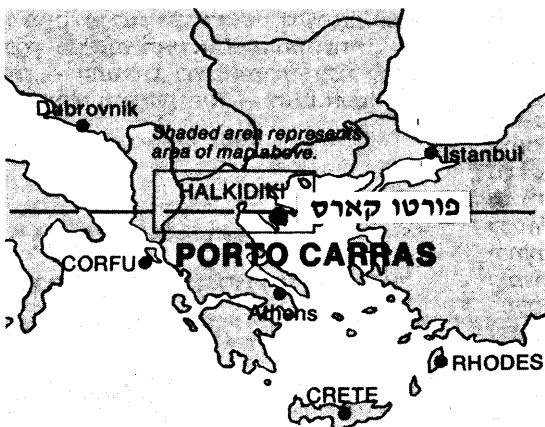 Dubrovnik
Shaded area represents
area of map above.
Istanbul
HALKIDIKI
פורטו קארס
CORFU
PORTO CARRAS
Athens
RHODES
CRETE